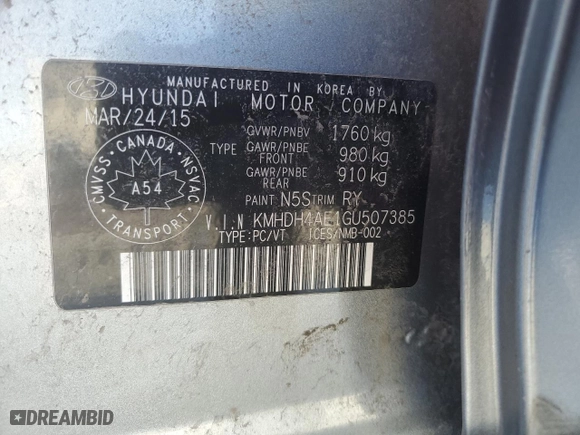 MANUFACTURED IN KOREA BY
HYUNDAI MOTOR COMPANY
MAR/24/15
GVWR/PNBV 1760 kg
TYPE GAWR/PNBE FRONT 980 kg
GAWR/PNBE REAR 910 kg
PAINT N5S TRIM RY
V.I.N KMHDH4AE1GU507385
TYPE:PC/VT ICES/NMB-002
CMVSS · CANADA · NSVAC
A54
TRANSPORT
DREAMBID